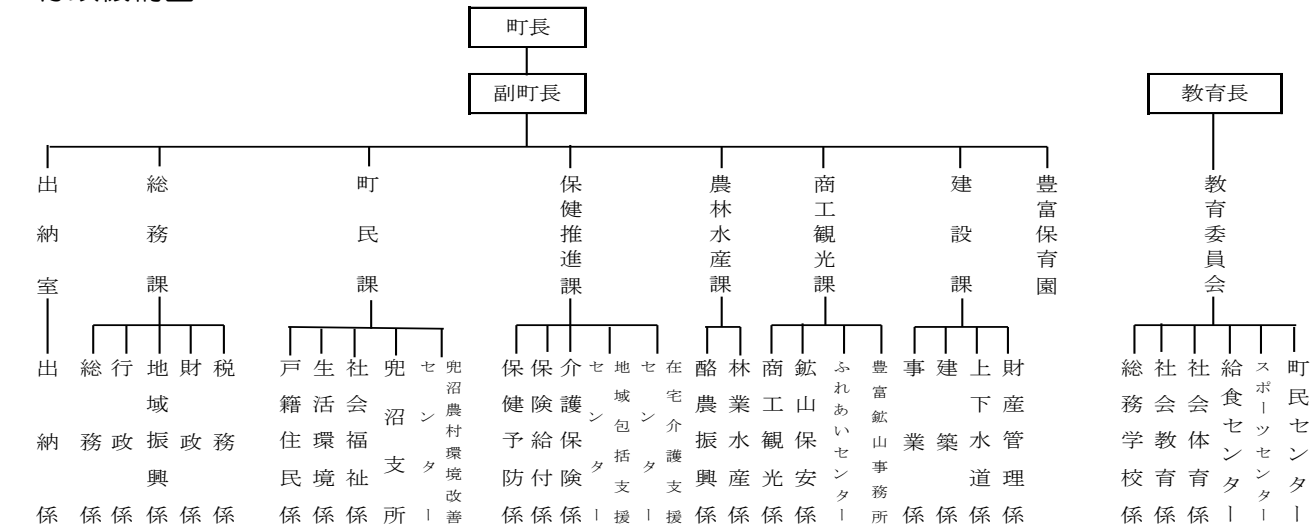 町長
副町長
教育長
出納室
総務課
町民課
保健推進課
農林水産課
商工観光課
建設課
豊富保育園
教育委員会
出納係
総務係
行政係
地域振興係
財政係
税務係
戸籍住民係
生活環境係
社会福祉係
兜沼支所
兜沼農村環境改善
センター
保健予防係
保険給付係
介護保険係
地域包括支援
センター
在宅介護支援
センター
酪農振興係
林業水産係
商工観光係
鉱山保安係
ふれあいセンター
豊富鉱山事務所
事業係
建築係
上下水道係
財産管理係
総務学校係
社会教育係
社会体育係
給食センター
スポーツセンター
町民センター